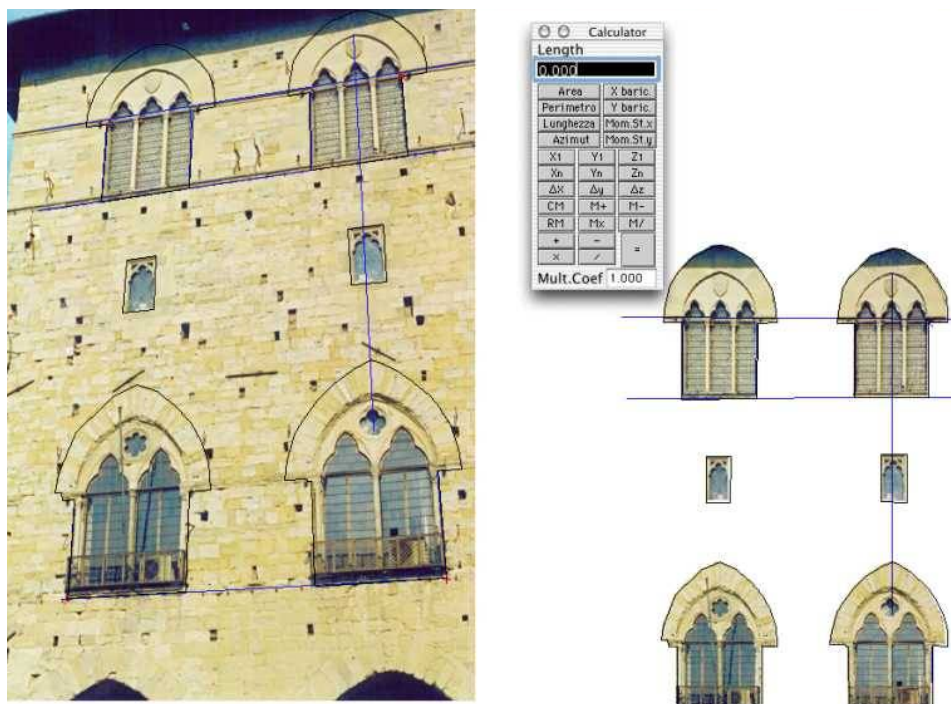 Calculator
Length
0.000
Area X baric.
Perimetro Y baric.
Lunghezza Mom.St.x
Azimut Mom.St.y
X1 Y1 Z1
Xn Yn Zn
ΔX Δy Δz
CM M+ M-
RM Mx M/
+ -
x / =
Mult.Coef 1.000